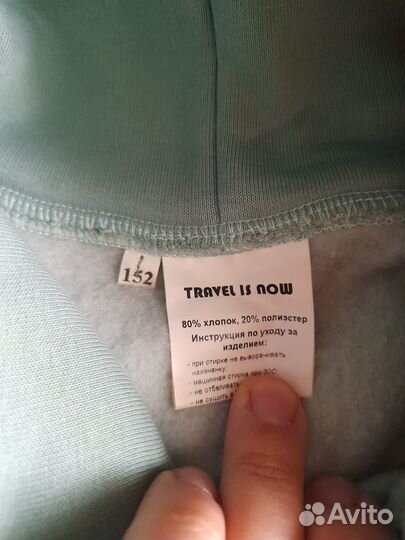 152
TRAVEL IS NOW
80% хлопок, 20% полиэстер
Инструкция по уходу за
изделием:
- при стирке не выворачивать
наизнанку
- машинная стирка при 30С
- не отбеливать
- не сушить в
Avito